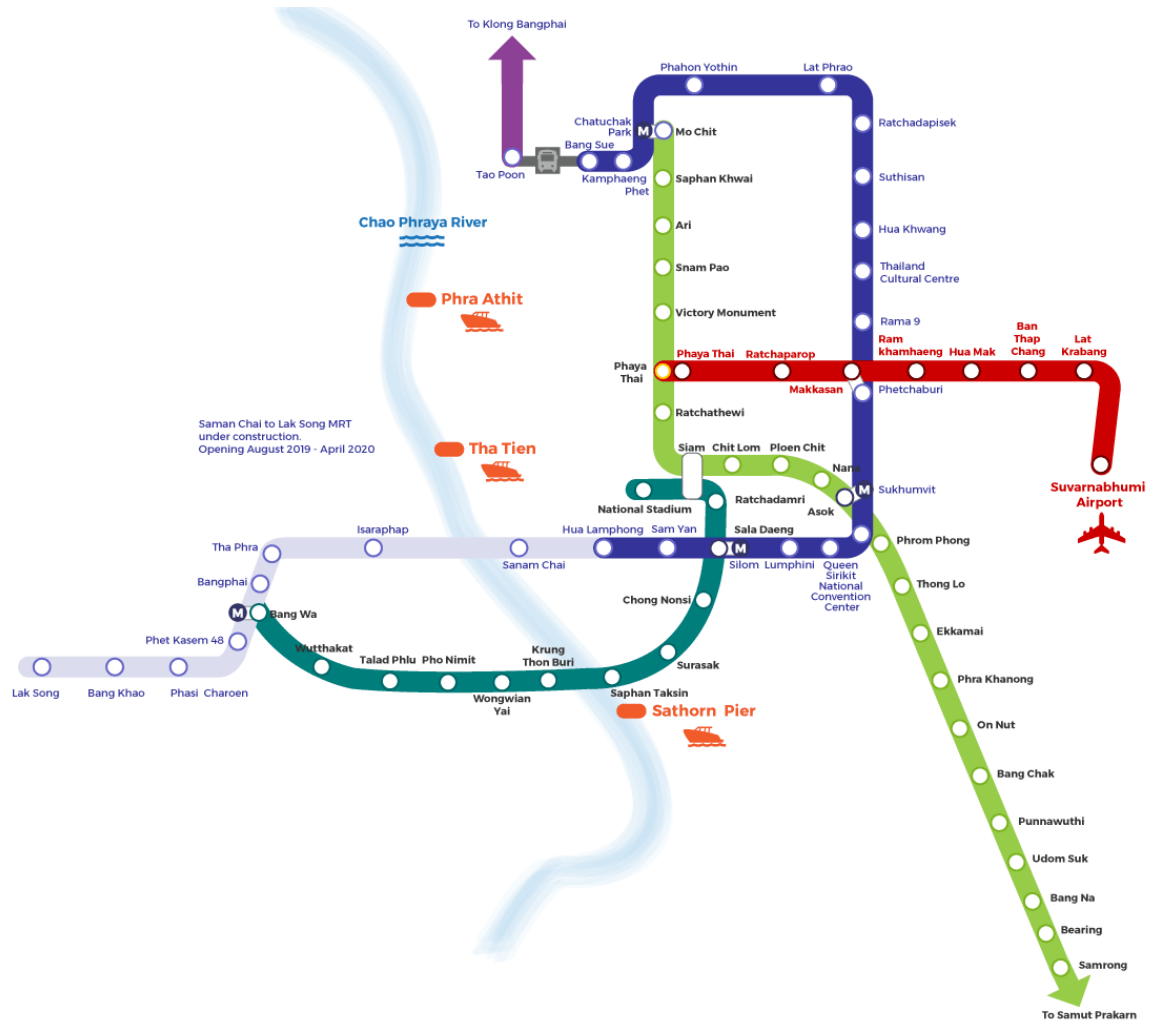 To Klong Bangphai
Phahon Yothin
Lat Phrao
Chatuchak
Park
M
Mo Chit
Ratchadapisek
Bang Sue
Tao Poon
Kamphaeng
Phet
Saphan Khwai
Suthisan
Chao Phraya River
Ari
Hua Khwang
Snam Pao
Thailand
Cultural Centre
Phra Athit
Victory Monument
Rama 9
Phaya
Thai
Phaya Thai
Ratchaparop
Makkasan
Ram
khamhaeng
Hua Mak
Ban
Thap
Chang
Lat
Krabang
Phetchaburi
Ratchathewi
Saman Chai to Lak Song MRT
under construction.
Opening August 2019 - April 2020
Tha Tien
Siam
Chit Lom
Ploen Chit
Nana
M
Sukhumvit
Asok
Suvarnabhumi
Airport
National Stadium
Ratchadamri
Isaraphap
Hua Lamphong
Sam Yan
Sala Daeng
Tha Phra
Sanam Chai
M
Silom
Lumphini
Queen
Sirikit
National
Convention
Center
Phrom Phong
Bangphai
Thong Lo
M
Bang Wa
Chong Nonsi
Ekkamai
Phet Kasem 48
Wutthakat
Talad Phlu
Pho Nimit
Krung
Thon Buri
Surasak
Phra Khanong
Lak Song
Bang Khao
Phasi Charoen
Wongwian
Yai
Saphan Taksin
Sathorn Pier
On Nut
Bang Chak
Punnawuthi
Udom Suk
Bang Na
Bearing
Samrong
To Samut Prakarn